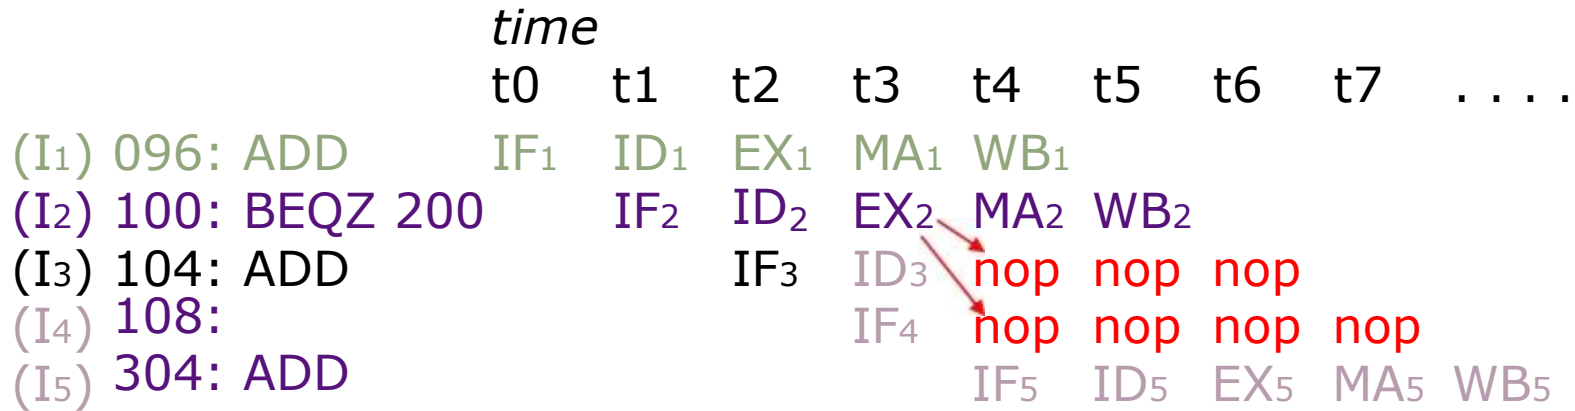 time
t0 t1 t2 t3 t4 t5 t6 t7 . . . .
(I1) 096: ADD IF1 ID1 EX1 MA1 WB1
(I2) 100: BEQZ 200 IF2 ID2 EX2 MA2 WB2
(I3) 104: ADD IF3 ID3 nop nop nop
(I4) 108: IF4 nop nop nop nop
(I5) 304: ADD IF5 ID5 EX5 MA5 WB5